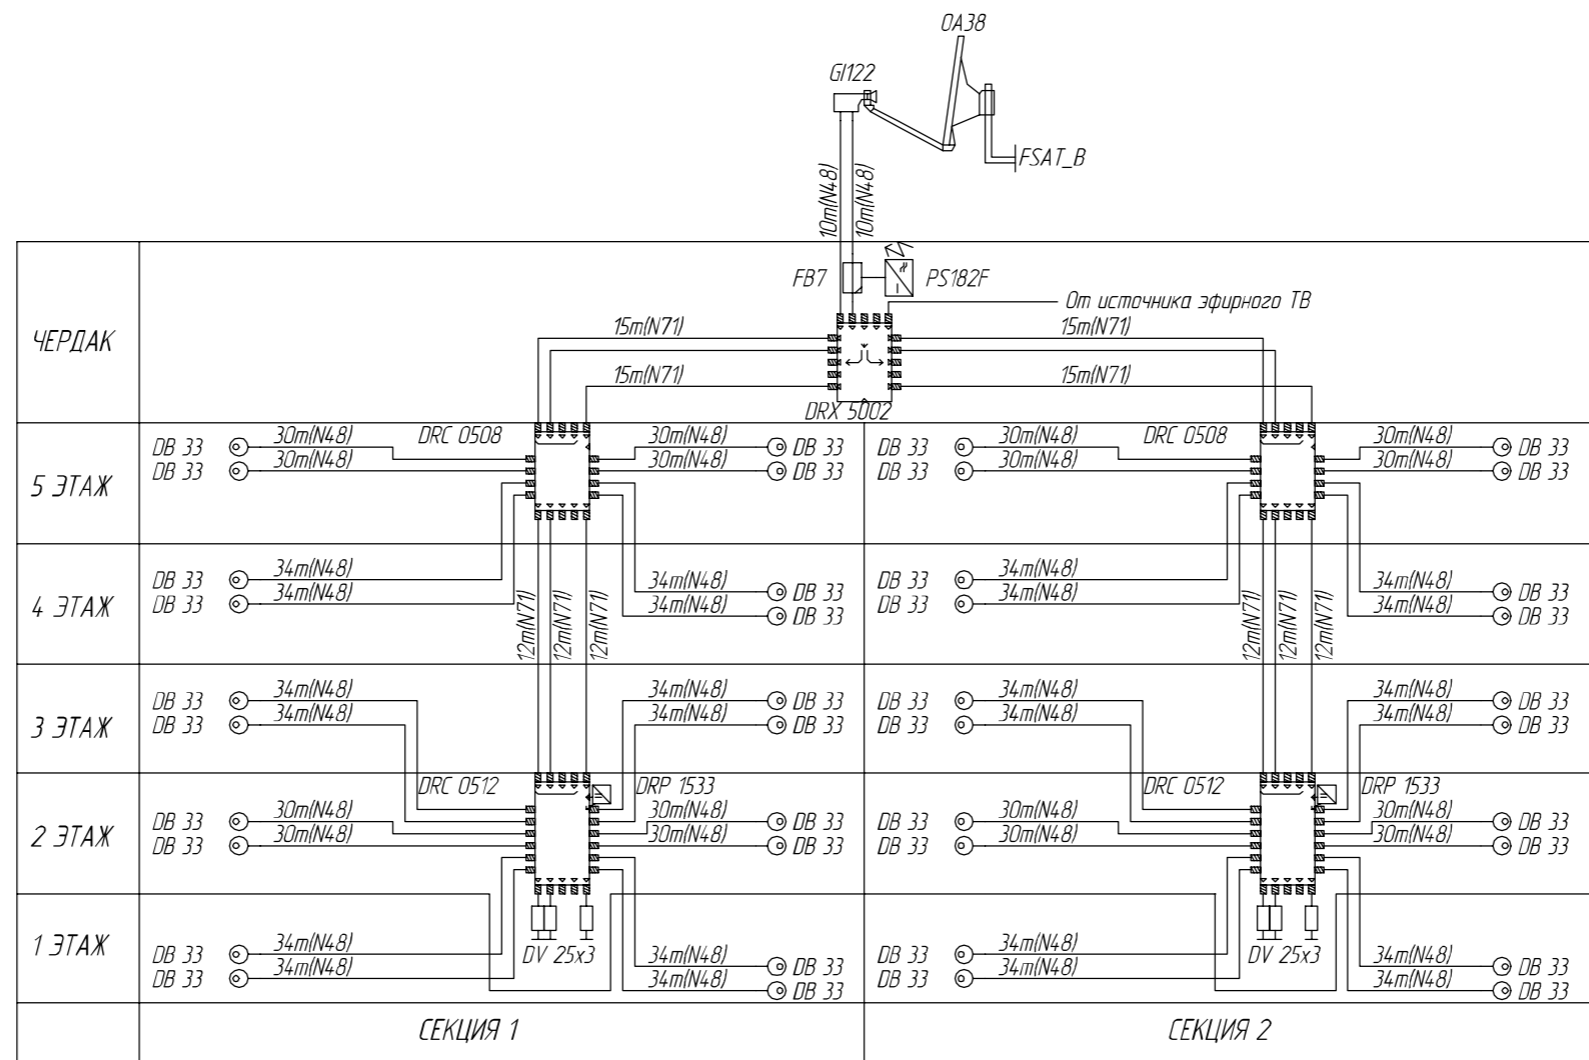 OA38
GI122
FSAT_B
10m(N48)
10m(N48)
FB7
PS182F
От источника эфирного ТВ
ЧЕРДАК
15m(N71)
15m(N71)
15m(N71)
15m(N71)
DRX 5002
5 ЭТАЖ
DB 33 30m(N48) DRC 0508 30m(N48) DB 33
DB 33 30m(N48) 30m(N48) DB 33
DB 33 30m(N48) DRC 0508 30m(N48) DB 33
DB 33 30m(N48) 30m(N48) DB 33
4 ЭТАЖ
DB 33 34m(N48) 34m(N48) DB 33
DB 33 34m(N48) 34m(N48) DB 33
12m(N71)
12m(N71)
12m(N71)
DB 33 34m(N48) 34m(N48) DB 33
DB 33 34m(N48) 34m(N48) DB 33
12m(N71)
12m(N71)
12m(N71)
3 ЭТАЖ
DB 33 34m(N48) 34m(N48) DB 33
DB 33 34m(N48) 34m(N48) DB 33
DB 33 34m(N48) 34m(N48) DB 33
DB 33 34m(N48) 34m(N48) DB 33
2 ЭТАЖ
DRC 0512 DRP 1533
DB 33 30m(N48) 30m(N48) DB 33
DB 33 30m(N48) 30m(N48) DB 33
DRC 0512 DRP 1533
DB 33 30m(N48) 30m(N48) DB 33
DB 33 30m(N48) 30m(N48) DB 33
1 ЭТАЖ
DB 33 34m(N48) DV 25x3 34m(N48) DB 33
DB 33 34m(N48) 34m(N48) DB 33
DB 33 34m(N48) DV 25x3 34m(N48) DB 33
DB 33 34m(N48) 34m(N48) DB 33
СЕКЦИЯ 1
СЕКЦИЯ 2